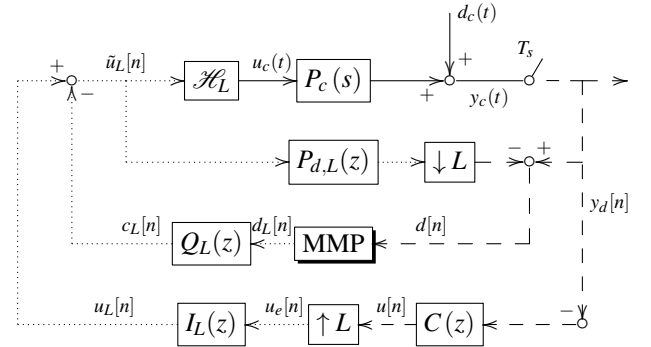 d_c(t)
+ ũ_L[n] u_c(t) + T_s
ℋ_L P_c(s)
− + y_c(t)
P_{d,L}(z) ↓ L − +
y_d[n]
c_L[n] d_L[n] d[n]
Q_L(z) MMP
u_L[n] u_e[n] u[n] −
I_L(z) ↑ L C(z)